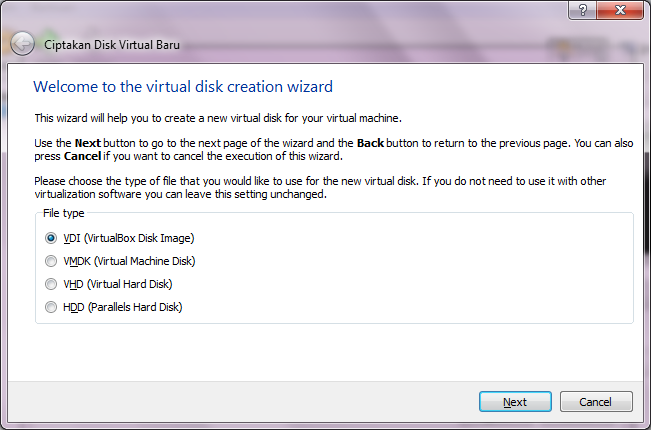 Ciptakan Disk Virtual Baru
Welcome to the virtual disk creation wizard
This wizard will help you to create a new virtual disk for your virtual machine.
Use the Next button to go to the next page of the wizard and the Back button to return to the previous page. You can also
press Cancel if you want to cancel the execution of this wizard.
Please choose the type of file that you would like to use for the new virtual disk. If you do not need to use it with other
virtualization software you can leave this setting unchanged.
File type
VDI (VirtualBox Disk Image)
VMDK (Virtual Machine Disk)
VHD (Virtual Hard Disk)
HDD (Parallels Hard Disk)
Next
Cancel